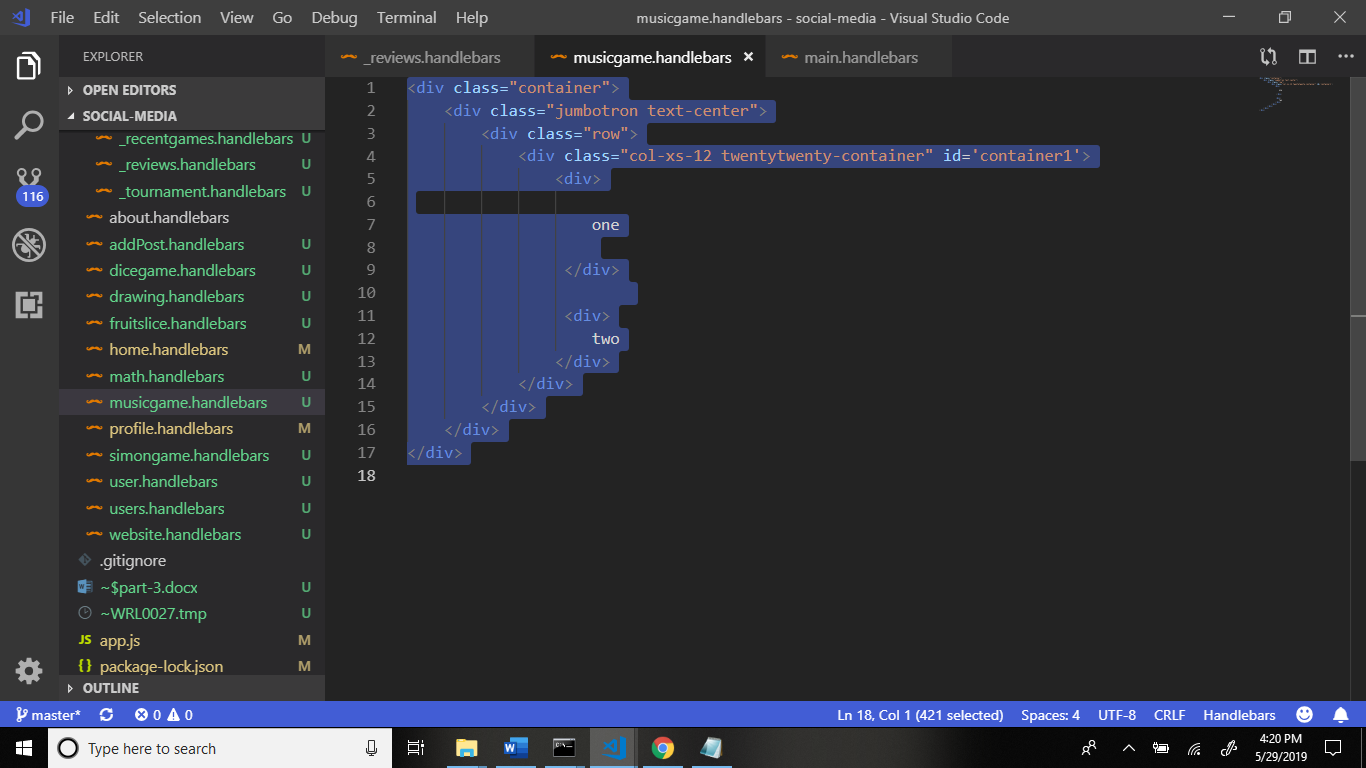 File Edit Selection View Go Debug Terminal Help musicgame.handlebars - social-media - Visual Studio Code
EXPLORER
OPEN EDITORS
SOCIAL-MEDIA
_recentgames.handlebars U
_reviews.handlebars U
_tournament.handlebars U
about.handlebars
addPost.handlebars U
dicegame.handlebars U
drawing.handlebars U
fruitslice.handlebars U
home.handlebars M
math.handlebars U
musicgame.handlebars U
profile.handlebars M
simongame.handlebars U
user.handlebars U
users.handlebars U
website.handlebars U
.gitignore
~$part-3.docx U
~WRL0027.tmp U
JS app.js M
{} package-lock.json M
OUTLINE
116
_reviews.handlebars musicgame.handlebars × main.handlebars
1 <div class="container">
2 <div class="jumbotron text-center">
3 <div class="row">
4 <div class="col-xs-12 twentytwenty-container" id='container1'>
5 <div>
6
7 one
8
9 </div>
10
11 <div>
12 two
13 </div>
14 </div>
15 </div>
16 </div>
17 </div>
18
master* 0 0 Ln 18, Col 1 (421 selected) Spaces: 4 UTF-8 CRLF Handlebars
Type here to search
4:20 PM
5/29/2019